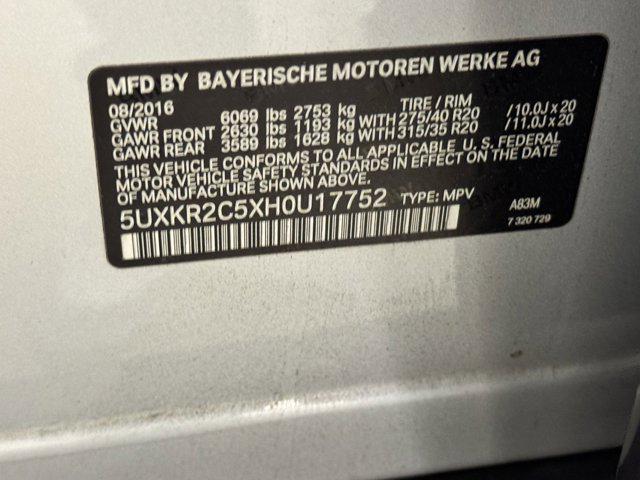 MFD BY BAYERISCHE MOTOREN WERKE AG
08/2016 TIRE / RIM
GVWR 6069 lbs 2753 kg
GAWR FRONT 2630 lbs 1193 kg WITH 275/40 R20 /10.0J x 20
GAWR REAR 3589 lbs 1628 kg WITH 315/35 R20 /11.0J x 20
THIS VEHICLE CONFORMS TO ALL APPLICABLE U. S. FEDERAL
MOTOR VEHICLE SAFETY STANDARDS IN EFFECT ON THE DATE
OF MANUFACTURE SHOWN ABOVE.
5UXKR2C5XH0U17752 TYPE: MPV A83M
7 320 729